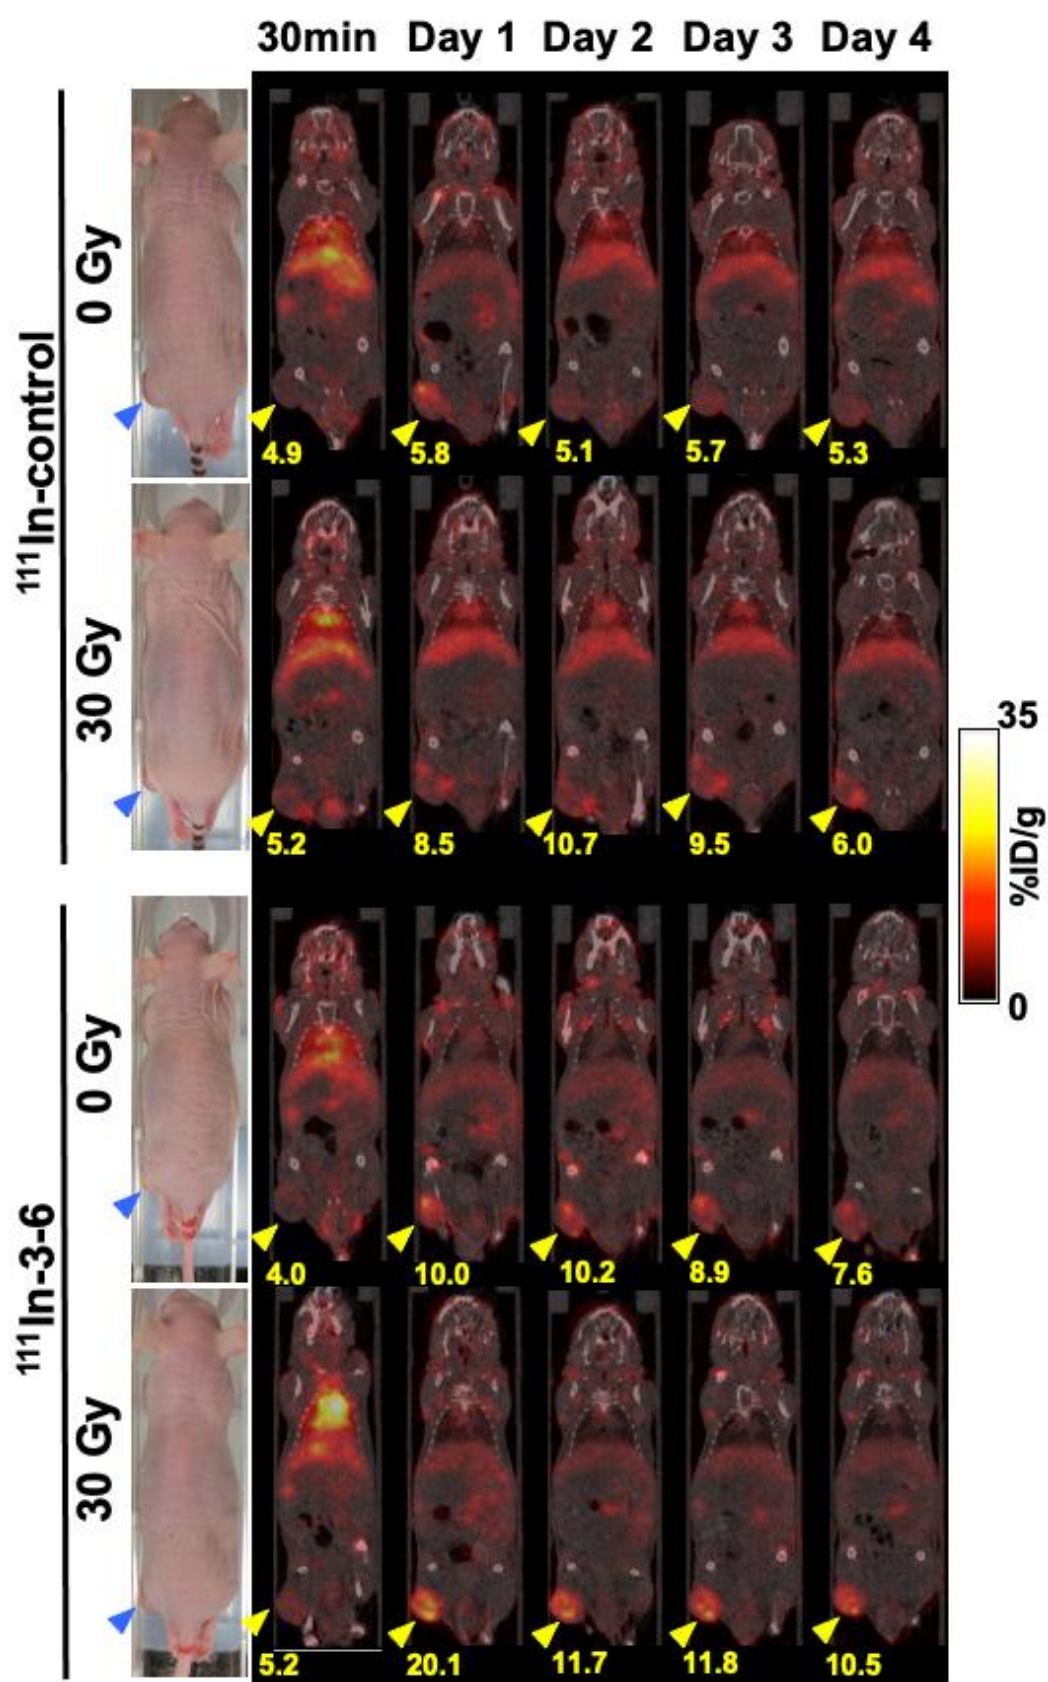 30min Day 1 Day 2 Day 3 Day 4
111In-control
0 Gy
4.9 5.8 5.1 5.7 5.3
30 Gy
5.2 8.5 10.7 9.5 6.0
111In-3-6
0 Gy
4.0 10.0 10.2 8.9 7.6
30 Gy
5.2 20.1 11.7 11.8 10.5
35
%ID/g
0